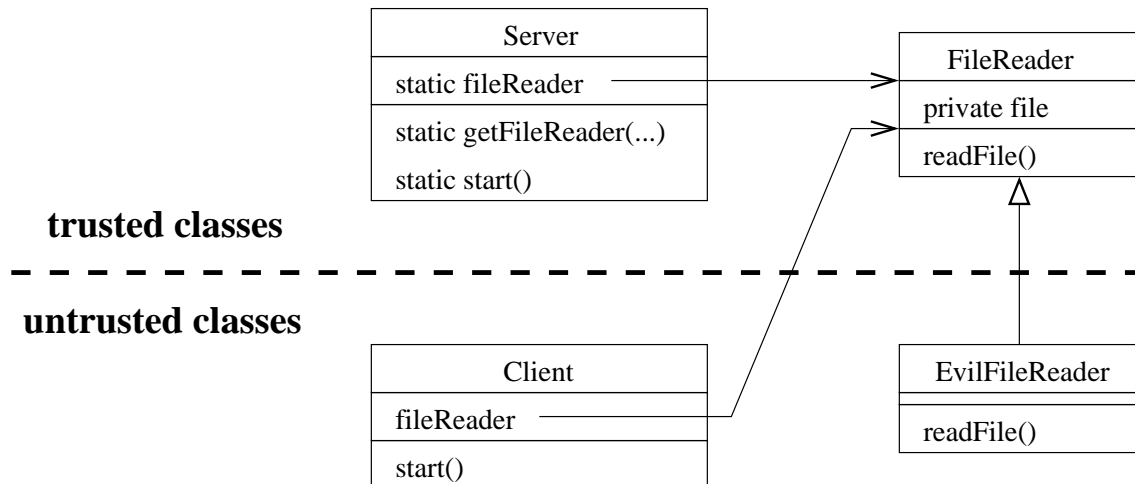 Server
static fileReader
static getFileReader(...)
static start()
FileReader
private file
readFile()
trusted classes
untrusted classes
Client
fileReader
start()
EvilFileReader
readFile()